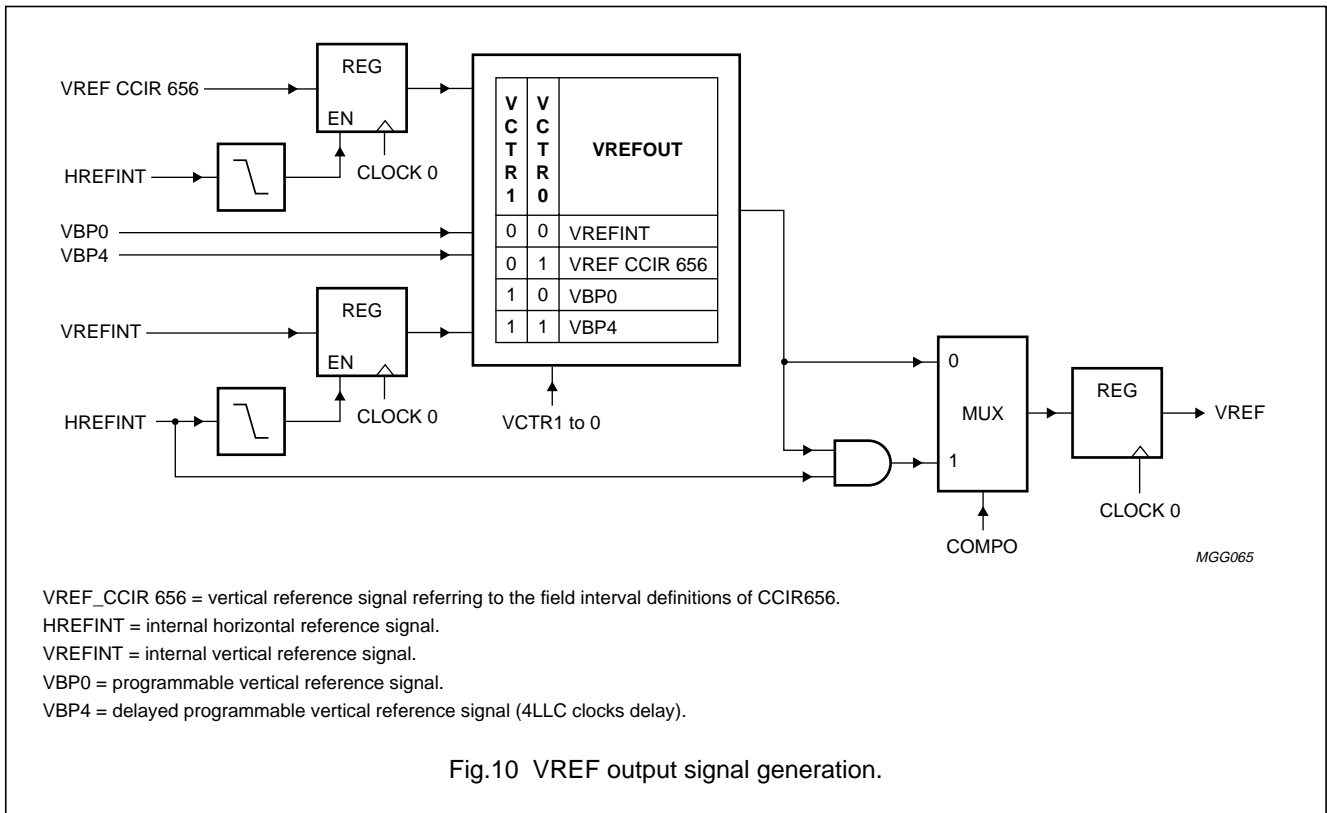 VREF CCIR 656
REG
EN
CLOCK 0
HREFINT
VBP0
VBP4
VREFINT
REG
EN
CLOCK 0
HREFINT
VCTR1 VCTR0 VREFOUT
0 0 VREFINT
0 1 VREF CCIR 656
1 0 VBP0
1 1 VBP4
VCTR1 to 0
0
MUX
1
COMPO
REG
VREF
CLOCK 0
MGG065
VREF_CCIR 656 = vertical reference signal referring to the field interval definitions of CCIR656.
HREFINT = internal horizontal reference signal.
VREFINT = internal vertical reference signal.
VBP0 = programmable vertical reference signal.
VBP4 = delayed programmable vertical reference signal (4LLC clocks delay).
Fig.10 VREF output signal generation.